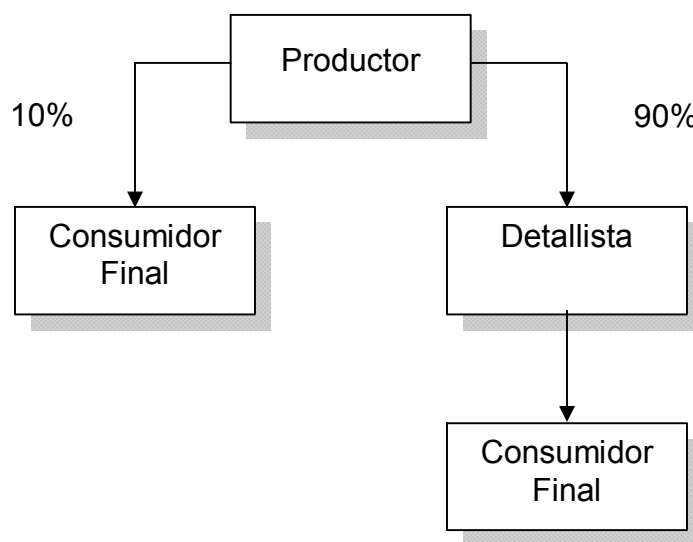 Productor
10%
90%
Consumidor
Final
Detallista
Consumidor
Final